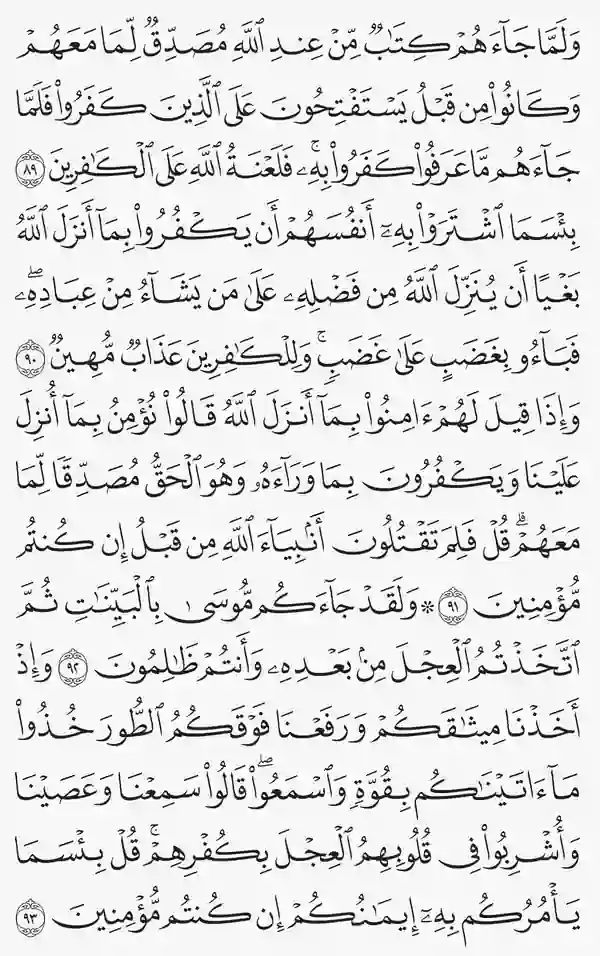 وَلَمَّا جَآءَهُمْ كِتَٰبٌ مِّنْ عِندِ ٱللَّهِ مُصَدِّقٌ لِّمَا مَعَهُمْ
وَكَانُوا۟ مِن قَبْلُ يَسْتَفْتِحُونَ عَلَى ٱلَّذِينَ كَفَرُوا۟ فَلَمَّا
جَآءَهُم مَّا عَرَفُوا۟ كَفَرُوا۟ بِهِۦۚ فَلَعْنَةُ ٱللَّهِ عَلَى ٱلْكَٰفِرِينَ ٨٩
بِئْسَمَا ٱشْتَرَوْا۟ بِهِۦٓ أَنفُسَهُمْ أَن يَكْفُرُوا۟ بِمَآ أَنزَلَ ٱللَّهُ
بَغْيًا أَن يُنَزِّلَ ٱللَّهُ مِن فَضْلِهِۦ عَلَىٰ مَن يَشَآءُ مِنْ عِبَادِهِۦۖ
فَبَآءُو بِغَضَبٍ عَلَىٰ غَضَبٍۚ وَلِلْكَٰفِرِينَ عَذَابٌ مُّهِينٌ ٩٠
وَإِذَا قِيلَ لَهُمْ ءَامِنُوا۟ بِمَآ أَنزَلَ ٱللَّهُ قَالُوا۟ نُؤْمِنُ بِمَآ أُنزِلَ
عَلَيْنَا وَيَكْفُرُونَ بِمَا وَرَآءَهُۥ وَهُوَ ٱلْحَقُّ مُصَدِّقًا لِّمَا
مَعَهُمْۗ قُلْ فَلِمَ تَقْتُلُونَ أَنۢبِيَآءَ ٱللَّهِ مِن قَبْلُ إِن كُنتُم
مُّؤْمِنِينَ ٩١ ۞ وَلَقَدْ جَآءَكُم مُّوسَىٰ بِٱلْبَيِّنَٰتِ ثُمَّ
ٱتَّخَذْتُمُ ٱلْعِجْلَ مِنۢ بَعْدِهِۦ وَأَنتُمْ ظَٰلِمُونَ ٩٢ وَإِذْ
أَخَذْنَا مِيثَٰقَكُمْ وَرَفَعْنَا فَوْقَكُمُ ٱلطُّورَ خُذُوا۟
مَآ ءَاتَيْنَٰكُم بِقُوَّةٍ وَٱسْمَعُوا۟ۖ قَالُوا۟ سَمِعْنَا وَعَصَيْنَا
وَأُشْرِبُوا۟ فِى قُلُوبِهِمُ ٱلْعِجْلَ بِكُفْرِهِمْۚ قُلْ بِئْسَمَا
يَأْمُرُكُم بِهِۦٓ إِيمَٰنُكُمْ إِن كُنتُم مُّؤْمِنِينَ ٩٣